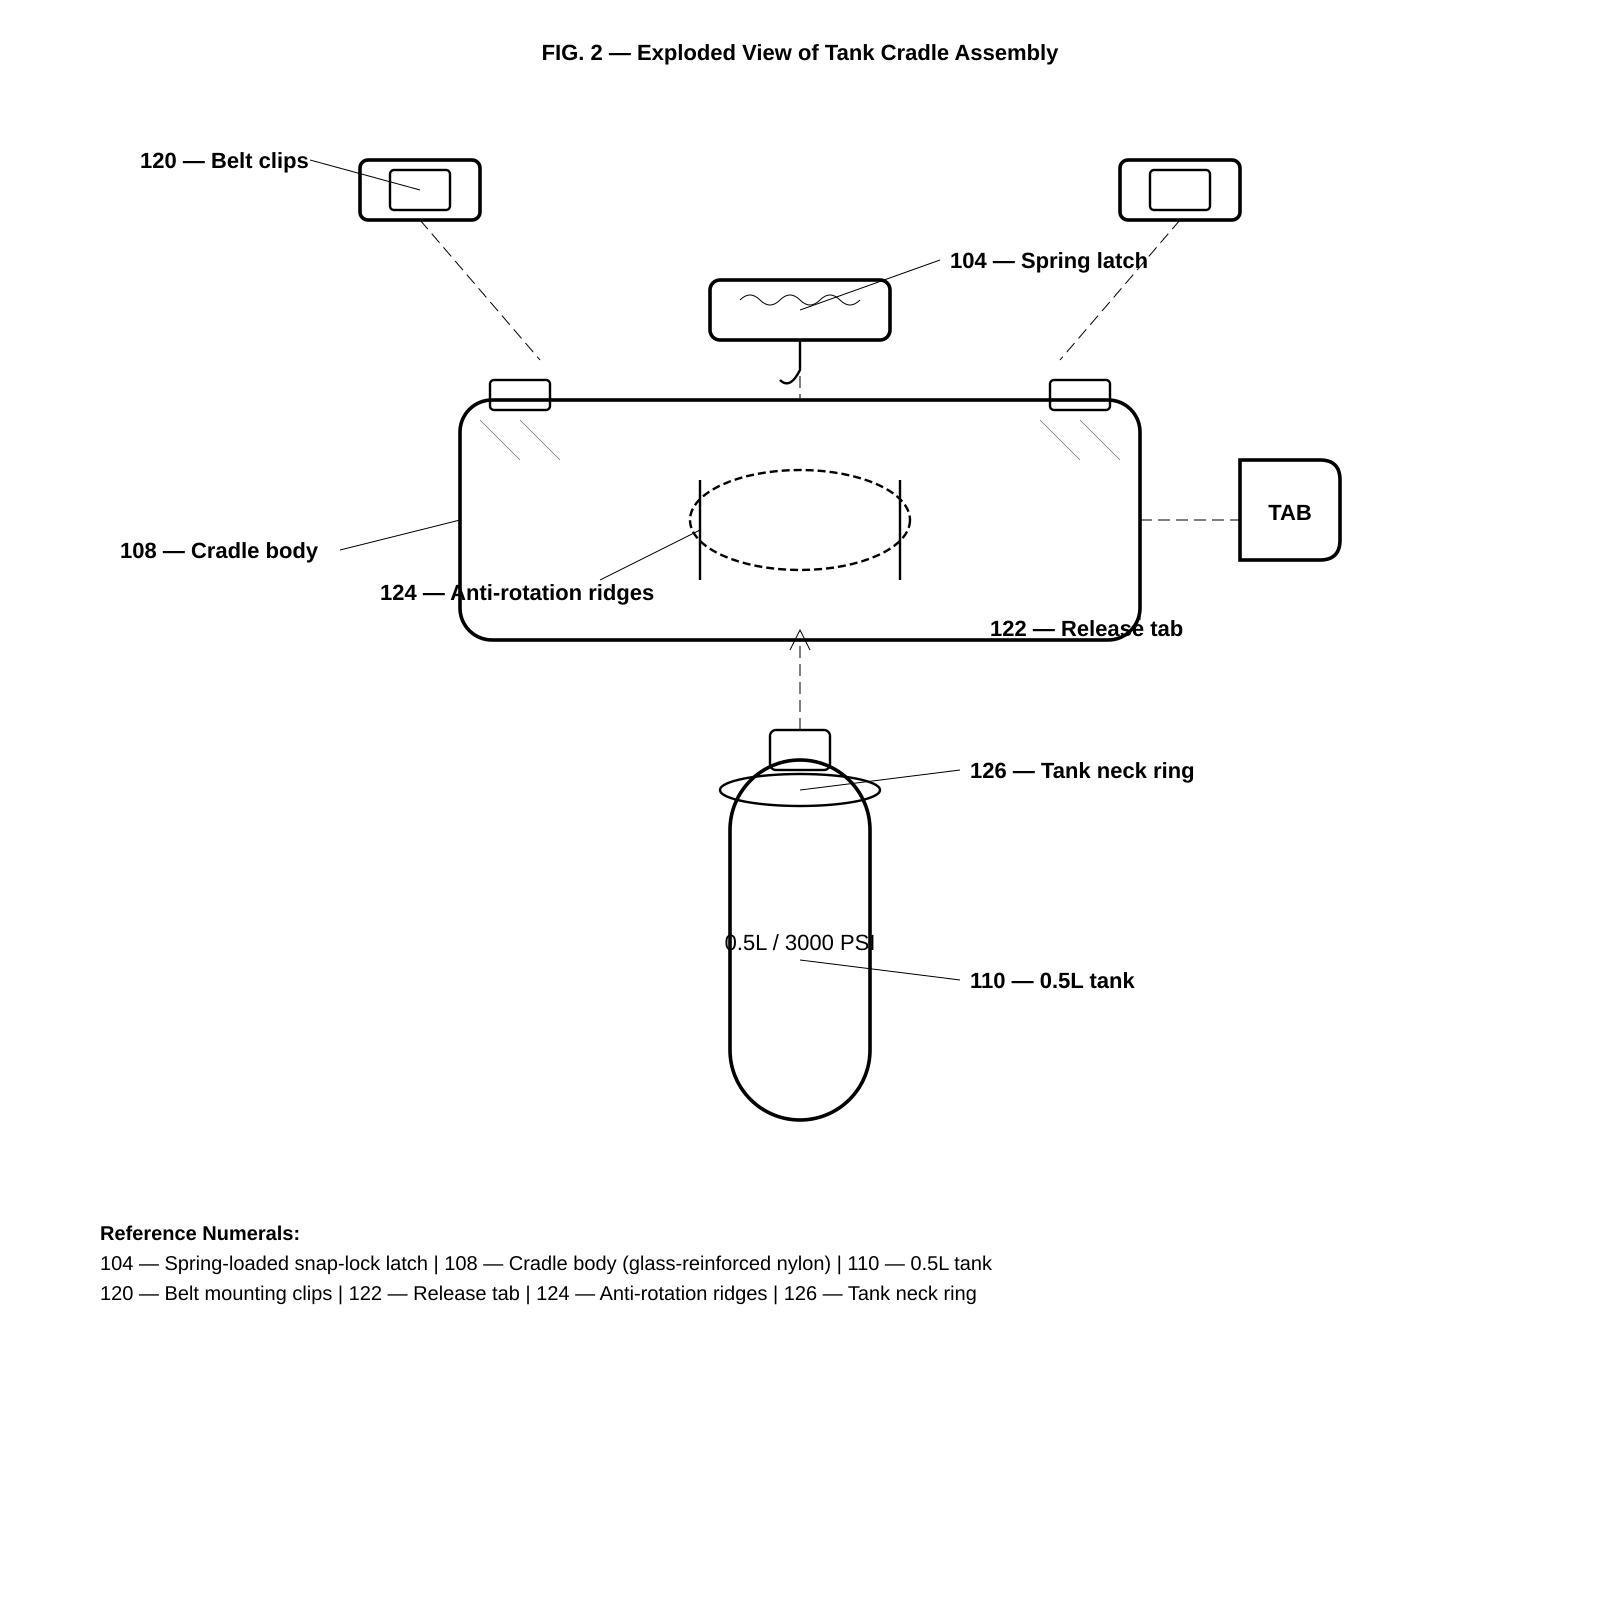 FIG. 2 — Exploded View of Tank Cradle Assembly
120 — Belt clips
104 — Spring latch
TAB
108 — Cradle body
124 — Anti-rotation ridges
122 — Release tab
126 — Tank neck ring
0.5L / 3000 PSI
110 — 0.5L tank
Reference Numerals:
104 — Spring-loaded snap-lock latch | 108 — Cradle body (glass-reinforced nylon) | 110 — 0.5L tank
120 — Belt mounting clips | 122 — Release tab | 124 — Anti-rotation ridges | 126 — Tank neck ring